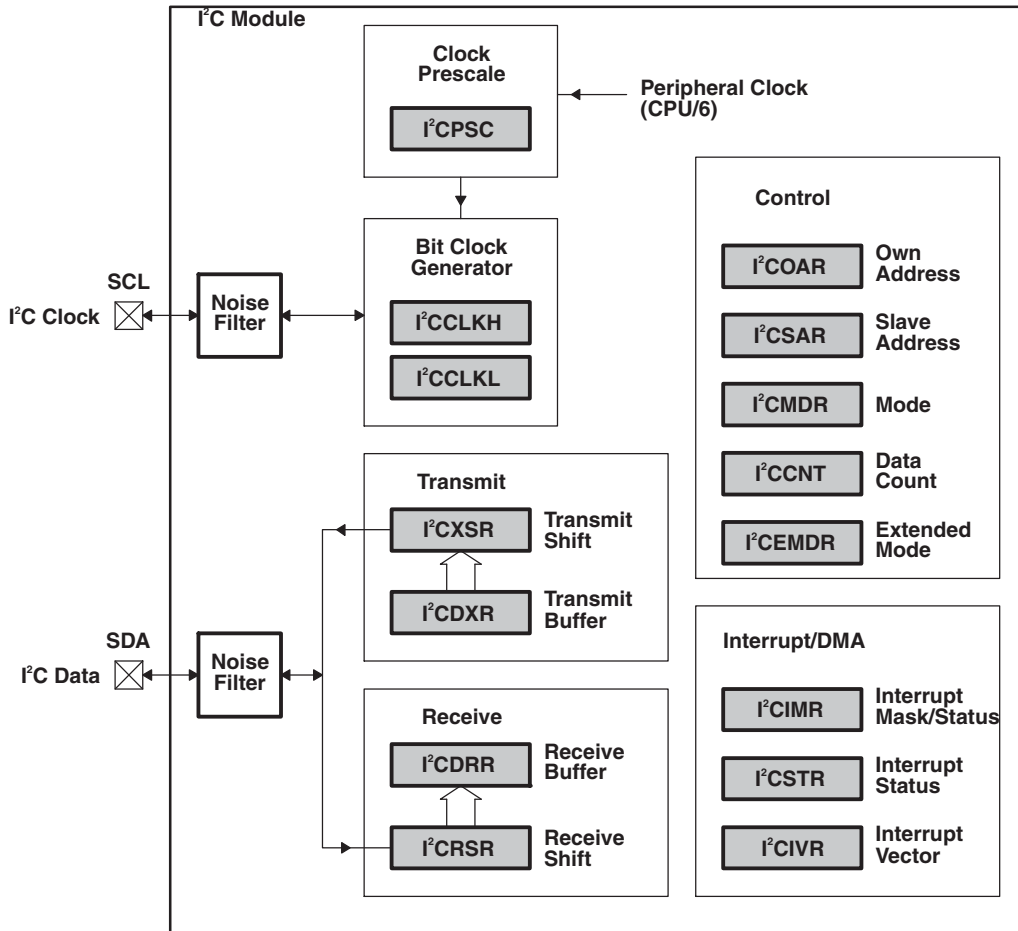 I²C Module
Clock
Prescale
I²CPSC
Peripheral Clock
(CPU/6)
Bit Clock
Generator
I²CCLKH
I²CCLKL
SCL
I²C Clock
Noise
Filter
Control
I²COAR
Own
Address
I²CSAR
Slave
Address
I²CMDR
Mode
I²CCNT
Data
Count
I²CEMDR
Extended
Mode
Transmit
I²CXSR
Transmit
Shift
I²CDXR
Transmit
Buffer
SDA
I²C Data
Noise
Filter
Receive
I²CDRR
Receive
Buffer
I²CRSR
Receive
Shift
Interrupt/DMA
I²CIMR
Interrupt
Mask/Status
I²CSTR
Interrupt
Status
I²CIVR
Interrupt
Vector